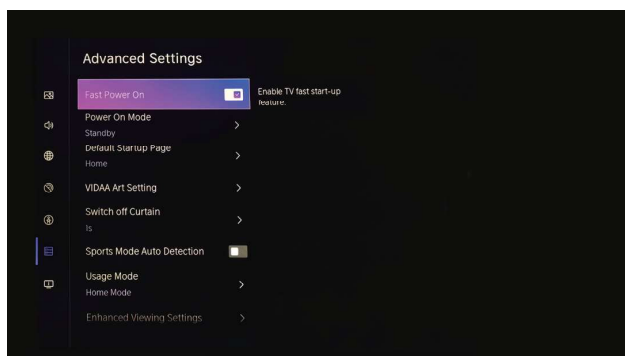 Advanced Settings
Fast Power On
Enable TV fast start-up
feature.
Power On Mode
Standby
Default Startup Page
Home
VIDAA Art Setting
Switch off Curtain
1s
Sports Mode Auto Detection
Usage Mode
Home Mode
Enhanced Viewing Settings